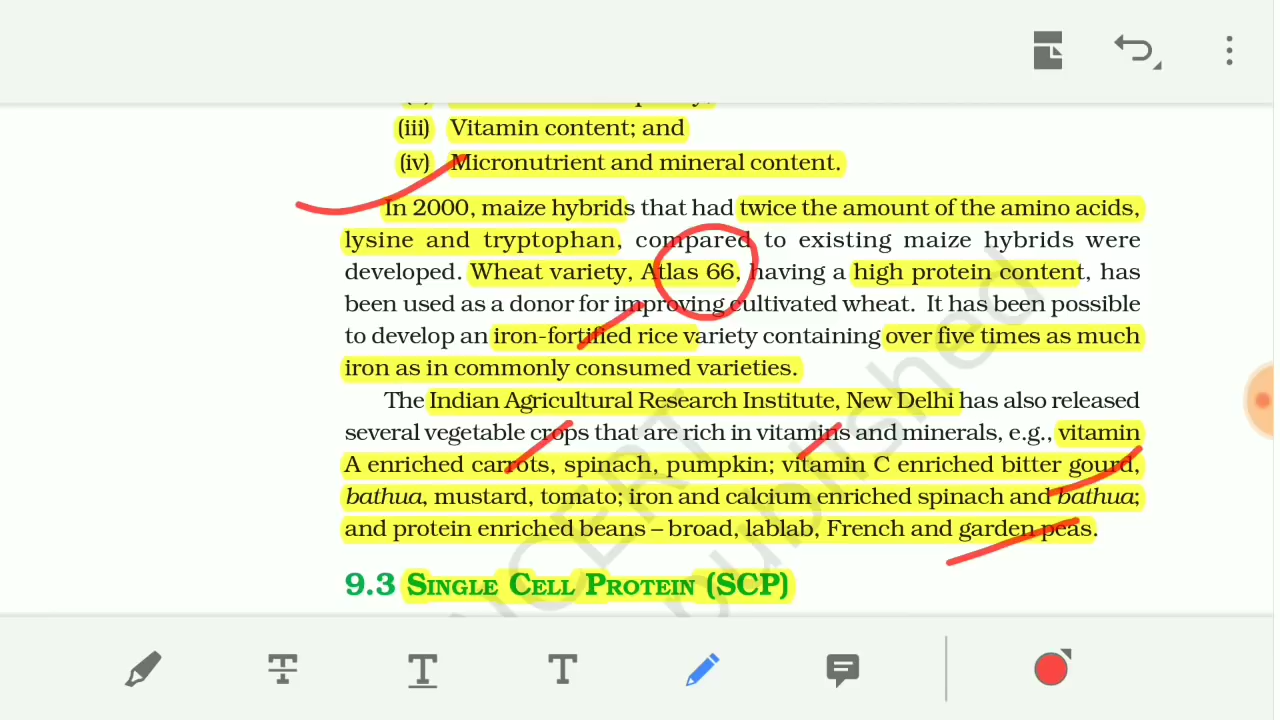 (iii) Vitamin content; and
(iv) Micronutrient and mineral content.
In 2000, maize hybrids that had twice the amount of the amino acids,
lysine and tryptophan, compared to existing maize hybrids were
developed. Wheat variety, Atlas 66, having a high protein content, has
been used as a donor for improving cultivated wheat. It has been possible
to develop an iron-fortified rice variety containing over five times as much
iron as in commonly consumed varieties.
The Indian Agricultural Research Institute, New Delhi has also released
several vegetable crops that are rich in vitamins and minerals, e.g., vitamin
A enriched carrots, spinach, pumpkin; vitamin C enriched bitter gourd,
bathua, mustard, tomato; iron and calcium enriched spinach and bathua;
and protein enriched beans – broad, lablab, French and garden peas.
9.3 SINGLE CELL PROTEIN (SCP)
NCERT
published
T
T
T